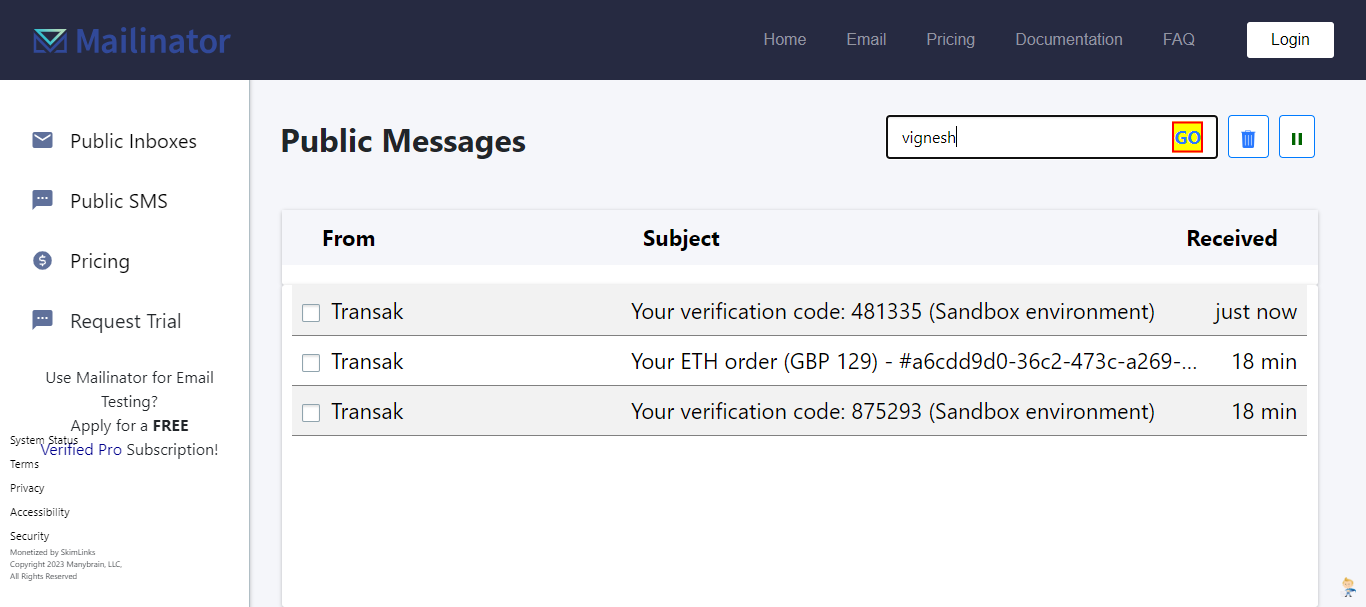 Mailinator
Home Email Pricing Documentation FAQ Login
Public Inboxes
Public SMS
Pricing
Request Trial
Use Mailinator for Email
Testing?
Apply for a FREE
Verified Pro Subscription!
System Status
Terms
Privacy
Accessibility
Security
Monetized by SkimLinks
Copyright 2023 Manybrain, LLC,
All Rights Reserved
Public Messages
vignesh GO
From Subject Received
Transak Your verification code: 481335 (Sandbox environment) just now
Transak Your ETH order (GBP 129) - #a6cdd9d0-36c2-473c-a269-... 18 min
Transak Your verification code: 875293 (Sandbox environment) 18 min